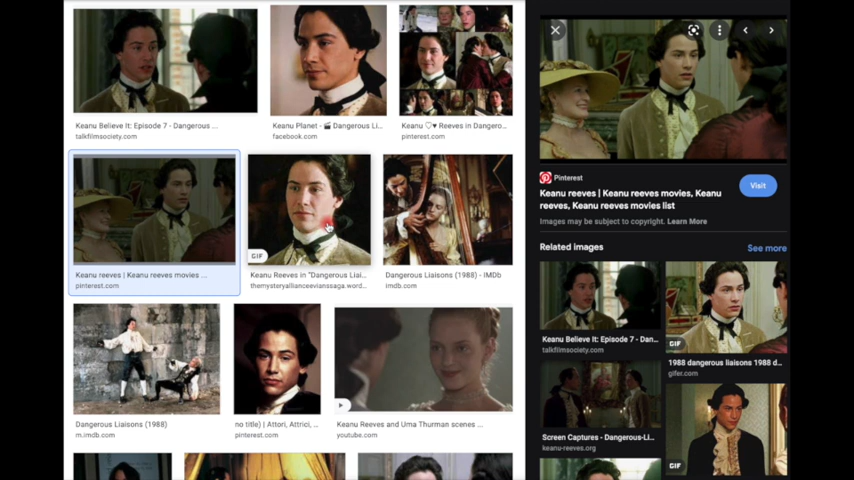 Keanu Believe It: Episode 7 - Dangerous ...
talkfilmsociety.com
Keanu Planet - 🎬 Dangerous Li...
facebook.com
Keanu ♡♥ Reeves in Dangero...
pinterest.com
Keanu reeves | Keanu reeves movies ...
pinterest.com
GIF
Keanu Reeves in "Dangerous Liai...
themysteryallianceevianssaga.word...
Dangerous Liaisons (1988) - IMDb
imdb.com
Dangerous Liaisons (1988)
m.imdb.com
no title) | Attori, Attrici, ...
pinterest.com
Keanu Reeves and Uma Thurman scenes ...
youtube.com
Pinterest
Keanu reeves | Keanu reeves movies, Keanu
reeves, Keanu reeves movies list
Visit
Images may be subject to copyright. Learn More
Related images
See more
Keanu Believe It: Episode 7 - Dan...
talkfilmsociety.com
GIF
1988 dangerous liaisons 1988 d...
gifer.com
Screen Captures - Dangerous-Li...
keanu-reeves.org
GIF